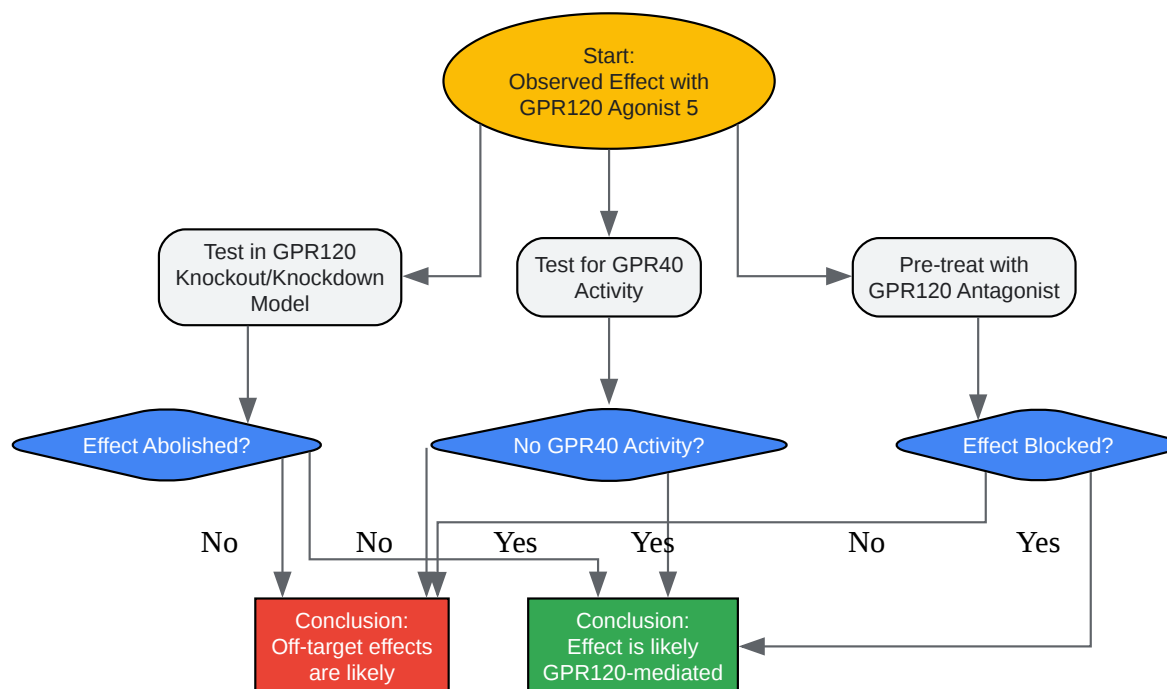 Start:
Observed Effect with
GPR120 Agonist 5
Test in GPR120
Knockout/Knockdown
Model
Test for GPR40
Activity
Pre-treat with
GPR120 Antagonist
Effect Abolished?
No GPR40 Activity?
Effect Blocked?
No
No
Yes
Yes
No
Yes
Conclusion:
Off-target effects
are likely
Conclusion:
Effect is likely
GPR120-mediated